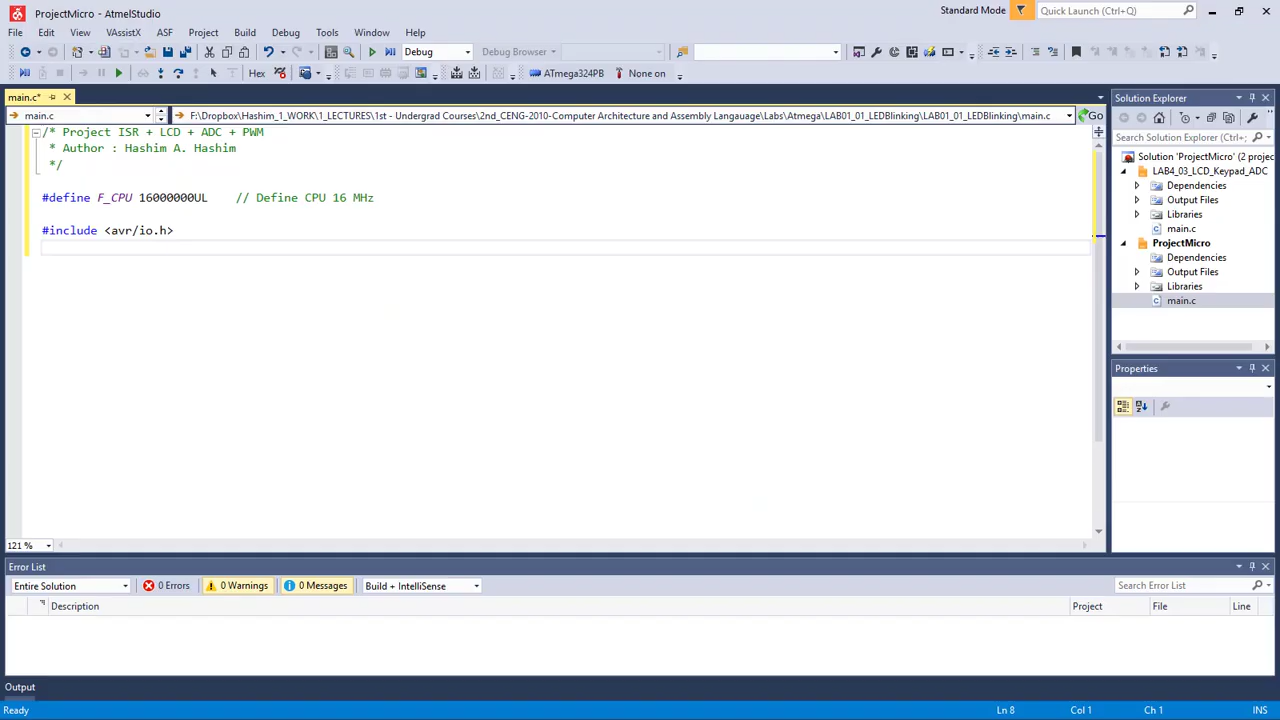 ProjectMicro - AtmelStudio
Standard Mode
Quick Launch (Ctrl+Q)
File Edit View VAssistX ASF Project Build Debug Tools Window Help
Debug
Debug Browser
Hex
ATmega324PB
None on
main.c*
main.c
F:\Dropbox\Hashim_1_WORK\1_LECTURES\1st - Undergrad Courses\2nd_CENG-2010-Computer Architecture and Assembly Langauage\Labs\Atmega\LAB01_01_LEDBlinking\LAB01_01_LEDBlinking\main.c
Go
/* Project ISR + LCD + ADC + PWM
* Author : Hashim A. Hashim
*/
#define F_CPU 16000000UL // Define CPU 16 MHz
#include <avr/io.h>
121 %
Solution Explorer
Search Solution Explorer (Ctrl+;
Solution 'ProjectMicro' (2 projec
LAB4_03_LCD_Keypad_ADC
Dependencies
Output Files
Libraries
main.c
ProjectMicro
Dependencies
Output Files
Libraries
main.c
Properties
Error List
Entire Solution
0 Errors
0 Warnings
0 Messages
Build + IntelliSense
Search Error List
Description
Project
File
Line
Output
Ready
Ln 8
Col 1
Ch 1
INS